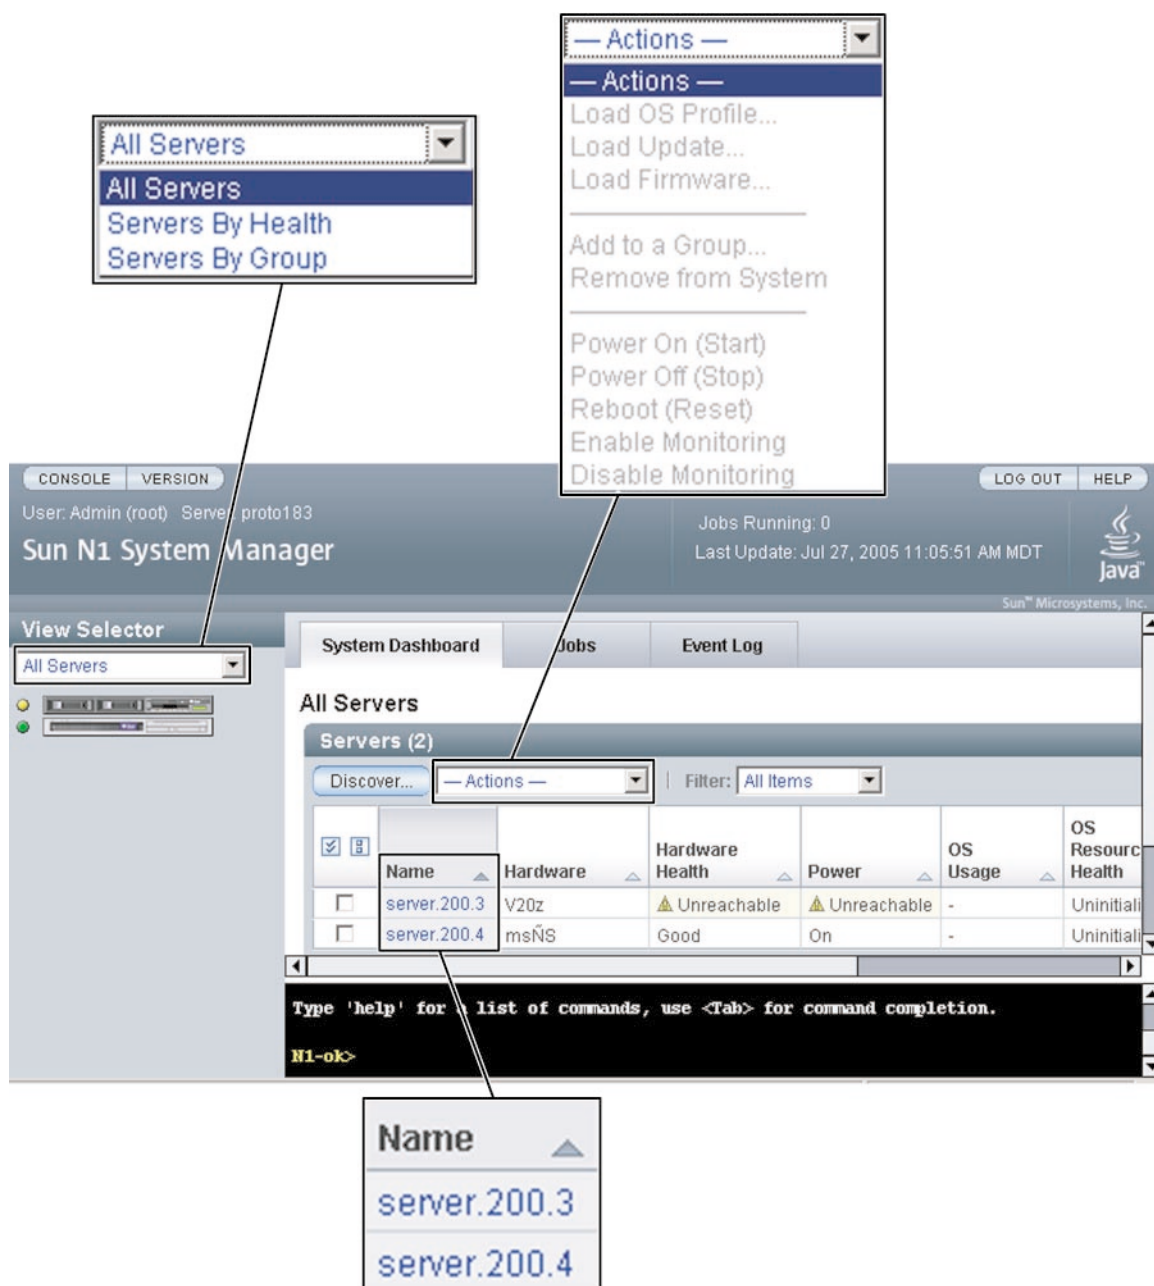 — Actions —
— Actions —
Load OS Profile...
Load Update...
Load Firmware...
Add to a Group...
Remove from System
Power On (Start)
Power Off (Stop)
Reboot (Reset)
Enable Monitoring
Disable Monitoring
All Servers
All Servers
Servers By Health
Servers By Group
CONSOLE VERSION
LOG OUT HELP
User: Admin (root) Server proto183
Jobs Running: 0
Sun N1 System Manager
Last Update: Jul 27, 2005 11:05:51 AM MDT
Java™
Sun™ Microsystems, Inc.
View Selector
All Servers
System Dashboard Jobs Event Log
All Servers
Servers (2)
Discover... — Actions — Filter: All Items
Name Hardware Hardware Health Power OS Usage OS Resourc Health
server.200.3 V20z Unreachable Unreachable - Uninitiali
server.200.4 msÑS Good On - Uninitiali
Type 'help' for a list of commands, use <Tab> for command completion.
N1-ok>
Name
server.200.3
server.200.4